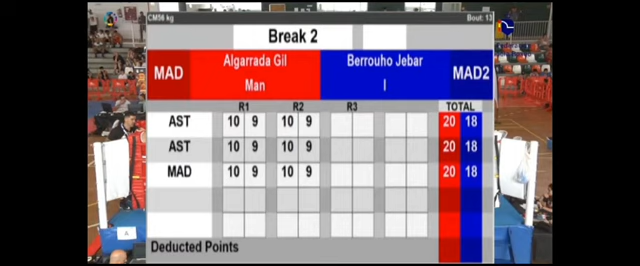 CM56 kg Bout: 13
Break 2
MAD Algarrada Gil Man Berrouho Jebar I MAD2
R1 R2 R3 TOTAL
AST 10 9 10 9 20 18
AST 10 9 10 9 20 18
MAD 10 9 10 9 20 18
Deducted Points